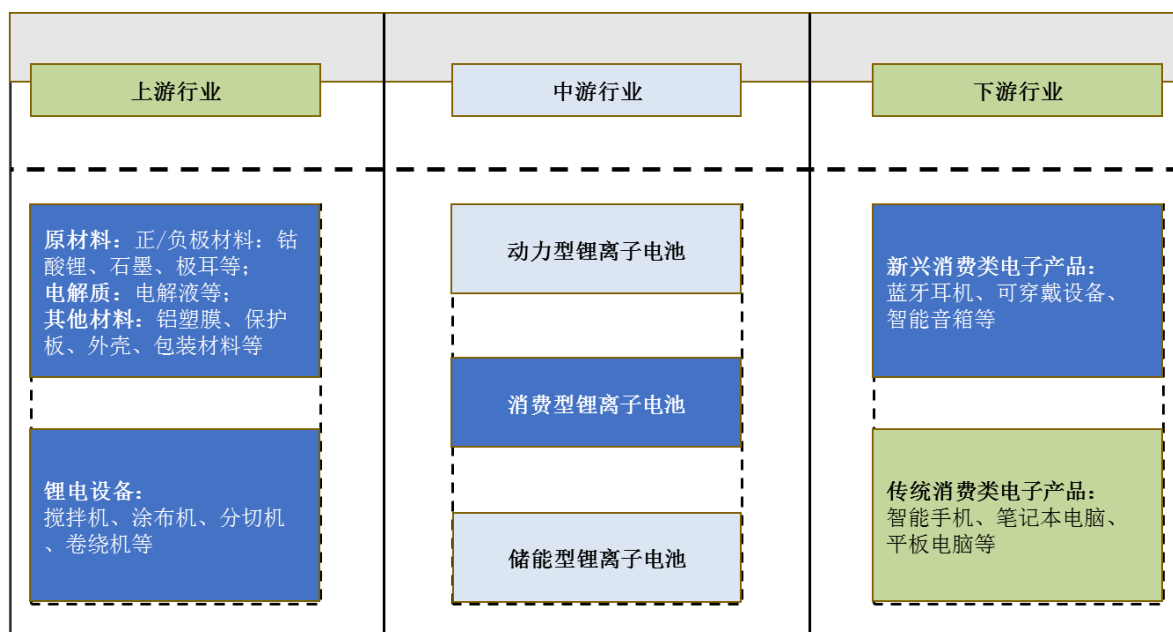 上游行业
中游行业
下游行业
原材料：正/负极材料：钴
酸锂、石墨、极耳等；
电解质：电解液等；
其他材料：铝塑膜、保护
板、外壳、包装材料等
锂电设备：
搅拌机、涂布机、分切机
、卷绕机等
动力型锂离子电池
消费型锂离子电池
储能型锂离子电池
新兴消费类电子产品：
蓝牙耳机、可穿戴设备、
智能音箱等
传统消费类电子产品：
智能手机、笔记本电脑、
平板电脑等